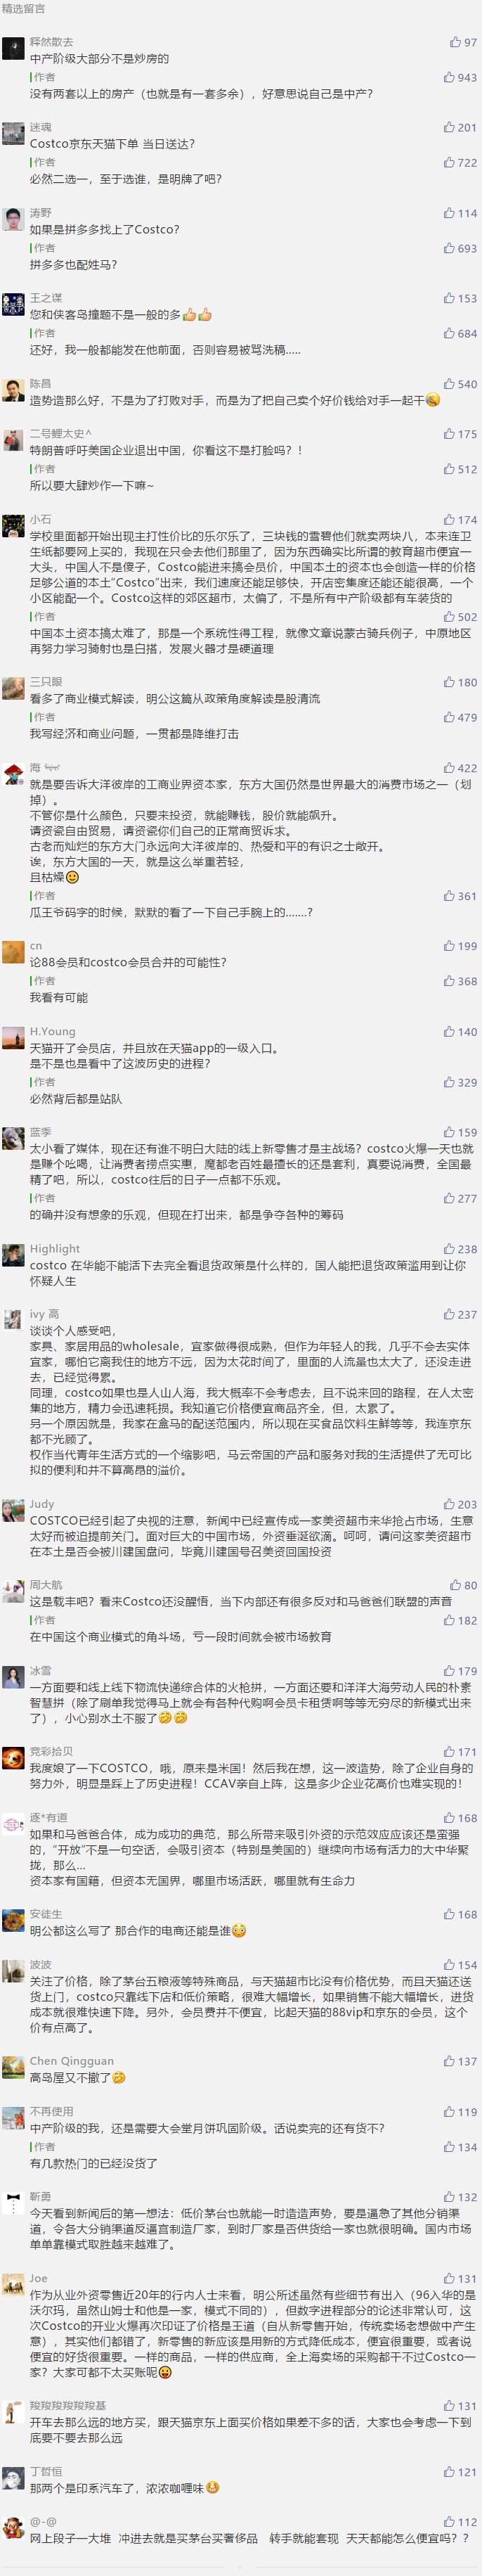 精选留言
释然散去
97
中产阶级大部分不是炒房的
作者
943
没有两套以上的房产（也就是有一套多余），好意思说自己是中产?
迷魂
201
Costco京东天猫下单 当日送达?
作者
722
必然二选一，至于选谁，是明牌了吧?
涛野
114
如果是拼多多找上了Costco?
作者
693
拼多多也配姓马?
王之谋
153
您和侠客岛撞题不是一般的多👍👍
作者
684
还好，我一般都能发在他前面，否则容易被骂洗稿.....
陈昌
540
造势造那么好，不是为了打败对手，而是为了把自己卖个好价钱给对手一起干
二号鲤太史^
175
特朗普呼吁美国企业退出中国，你看这不是打脸吗?！
作者
512
所以要大肆炒作一下嘛~
小石
174
学校里面都开始出现主打性价比的乐尔乐了，三块钱的雪碧他们就卖两块八，本来连卫
生纸都要网上买的，我现在只会去他们那里了，因为东西确实比所谓的教育超市便宜一
大头，中国人不是傻子，Costco能进来搞会员价，中国本土的资本也会创造一样的价格
足够公道的本土"Costco"出来，我们速度还能足够快，开店密集度还能还能很高，一个
小区能配一个。Costco这样的郊区超市，太偏了，不是所有中产阶级都有车装货的
作者
502
中国本土资本搞太难了，那是一个系统性得工程，就像文章说蒙古骑兵例子，中原地区
再努力学习骑射也是白搭，发展火器才是硬道理
三只眼
180
看多了商业模式解读，明公这篇从政策角度解读是股清流
作者
479
我写经济和商业问题，一贯都是降维打击
海
422
就是要告诉大洋彼岸的工商业界资本家，东方大国仍然是世界最大的消费市场之一（划
掉）。
不管你是什么颜色，只要来投资，就能赚钱，股价就能飙升。
请资瓷自由贸易，请资瓷你们自己的正常商贸诉求。
古老而灿烂的东方大门永远向大洋彼岸的、热爱和平的有识之士敞开。
诶，东方大国的一天，就是这么举重若轻，
且枯燥
作者
361
瓜王爷码字的时候，默默的看了一下自己手腕上的.......?
cn
199
论88会员和costco会员合并的可能性?
作者
368
我看有可能
H.Young
140
天猫开了会员店，并且放在天猫app的一级入口。
是不是也是看中了这波历史的进程?
作者
329
必然背后都是站队
蓝季
159
太小看了媒体，现在还有谁不明白大陆的线上新零售才是主战场? costco火爆一天也就
是赚个吆喝，让消费者捞点实惠，魔都老百姓最擅长的还是套利，真要说消费，全国最
精了吧，所以，costco往后的日子一点都不乐观。
作者
277
的确并没有想象的乐观，但现在打出来，都是争夺各种的筹码
Highlight
238
costco 在华能不能活下去完全看退货政策是什么样的，国人能把退货政策滥用到让你
怀疑人生
ivy 高
237
谈谈个人感受吧，
家具、家居用品的wholesale，宜家做得很成熟，但作为年轻人的我，几乎不会去实体
宜家，哪怕它离我住的地方不远，因为太花时间了，里面的人流量也太大了，还没走进
去，已经觉得累。
同理，costco如果也是人山人海，我大概率不会考虑去，且不说来回的路程，在人太密
集的地方，精力会迅速耗损。我知道它价格便宜商品齐全，但，太累了。
另一个原因就是，我家在盒马的配送范围内，所以现在买食品饮料生鲜等等，我连京东
都不光顾了。
权作当代青年生活方式的一个缩影吧，马云帝国的产品和服务对我的生活提供了无可比
拟的便利和并不算高昂的溢价。
Judy
203
COSTCO已经引起了央视的注意，新闻中已经宣传成一家美资超市来华抢占市场，生意
太好而被迫提前关门。面对巨大的中国市场，外资垂涎欲滴。呵呵，请问这家美资超市
在本土是否会被川建国盘问，毕竟川建国号召美资回国投资
周大航
80
这是载丰吧? 看来Costco还没醒悟，当下内部还有很多反对和马爸爸们联盟的声音
作者
182
在中国这个商业模式的角斗场，亏一段时间就会被市场教育
冰雪
179
一方面要和线上线下物流快递综合体的火枪拼，一方面还要和洋洋大海劳动人民的朴素
智慧拼（除了刷单我觉得马上就会有各种代购啊会员卡租赁啊等等无穷尽的新模式出来
了），小心别水土不服了
竞彩拾贝
171
我度娘了一下COSTCO，哦，原来是米国！然后我在想，这一波造势，除了企业自身的
努力外，明显是踩上了历史进程！CCAV亲自上阵，这是多少企业花高价也难实现的！
逐*有道
168
如果和马爸爸合体，成为成功的典范，那么所带来吸引外资的示范效应应该还是蛮强
的，"开放"不是一句空话，会吸引资本（特别是美国的）继续向市场有活力的大中华聚
拢，那么...
资本家有国籍，但资本无国界，哪里市场活跃，哪里就有生命力
安徒生
168
明公都这么写了 那合作的电商还能是谁
波波
154
关注了价格，除了茅台五粮液等特殊商品，与天猫超市比没有价格优势，而且天猫还送
货上门，costco只靠线下店和低价策略，很难大幅增长，如果销售不能大幅增长，进货
成本就很难快速下降。另外，会员费并不便宜，比起天猫的88vip和京东的会员，这个
价有点高了。
Chen Qingguan
137
高岛屋又不撤了
不再使用
119
中产阶级的我，还是需要大会堂月饼巩固阶级。话说卖完的还有货不?
作者
134
有几款热门的已经没货了
靳勇
132
今天看到新闻后的第一想法：低价茅台也就能一时造造声势，要是逼急了其他分销渠
道，令各大分销渠道反逼宫制造厂家，到时厂家是否供货给一家也就很明确。国内市场
单单靠模式取胜越来越难了。
Joe
131
作为从业外资零售近20年的行内人士来看，明公所述虽然有些细节有出入（96入华的是
沃尔玛，虽然山姆士和他是一家，模式不同的），但数字进程部分的论述非常认可，这
次Costco的开业火爆再次印证了价格是王道（自从新零售开始，传统卖场老想做中产生
意），其实他们都错了，新零售的新应该是用新的方式降低成本，便宜很重要，或者说
便宜的好货很重要。一样的商品，一样的供应商，全上海卖场的采购都干不过Costco一
家? 大家可都不太买账呢
羧羧羧羧羧羧基
131
开车去那么远的地方买，跟天猫京东上面买价格如果差不多的话，大家也会考虑一下到
底要不要去那么远
丁哲恒
121
那两个是印系汽车了，浓浓咖喱味
@-@
112
网上段子一大堆 冲进去就是买茅台买奢侈品 转手就能套现 天天都能怎么便宜吗? ?